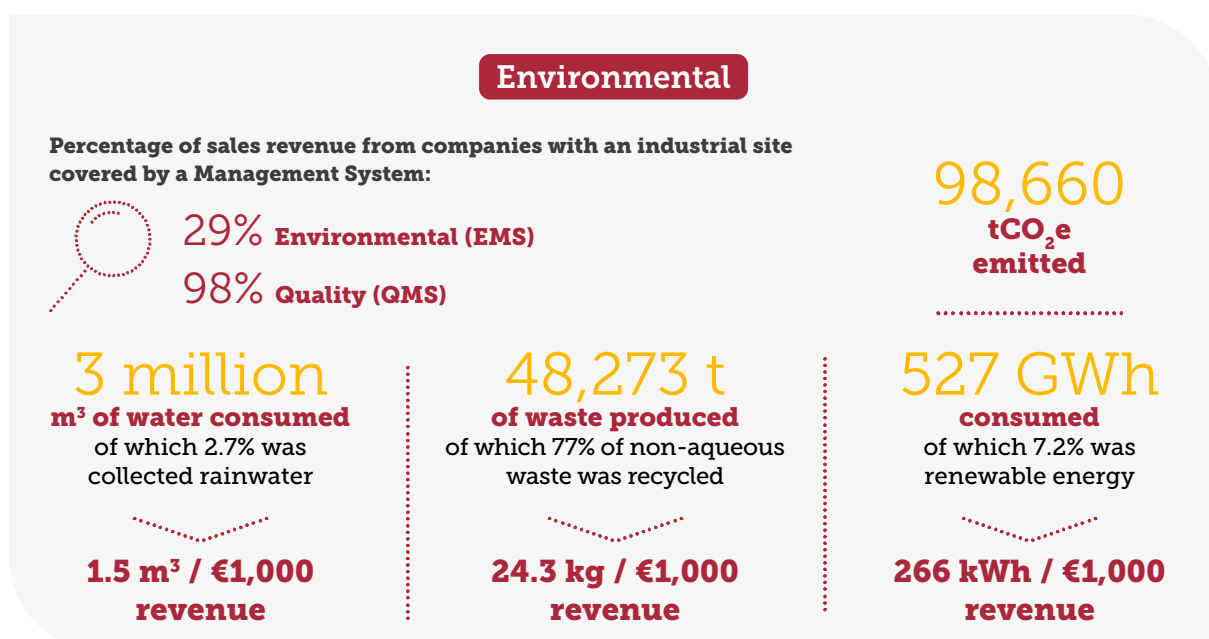 Environmental
Percentage of sales revenue from companies with an industrial site
covered by a Management System:
29% Environmental (EMS)
98% Quality (QMS)
98,660
tCO₂e
emitted
3 million
m³ of water consumed
of which 2.7% was
collected rainwater
1.5 m³ / €1,000
revenue
48,273 t
of waste produced
of which 77% of non-aqueous
waste was recycled
24.3 kg / €1,000
revenue
527 GWh
consumed
of which 7.2% was
renewable energy
266 kWh / €1,000
revenue